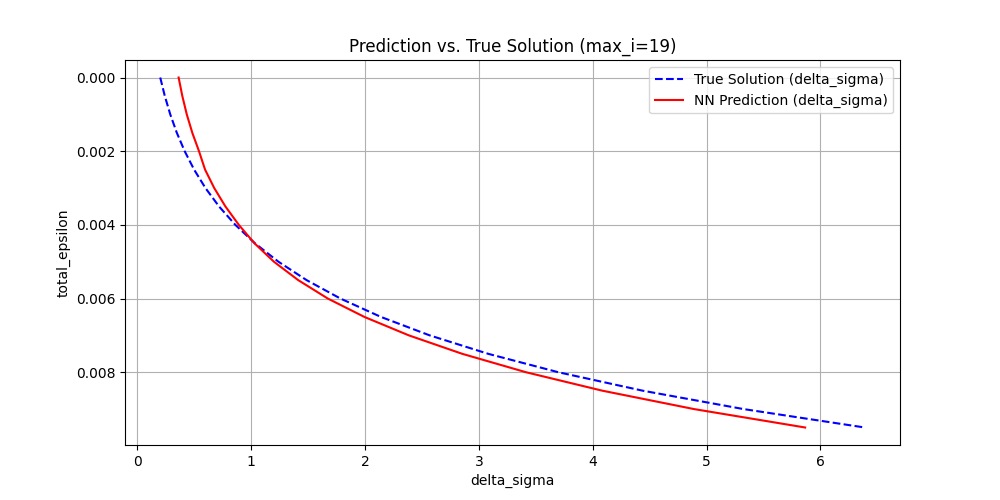 Prediction vs. True Solution (max_i=19)
True Solution (delta_sigma)
NN Prediction (delta_sigma)
total_epsilon
0.000
0.002
0.004
0.006
0.008
0 1 2 3 4 5 6
delta_sigma